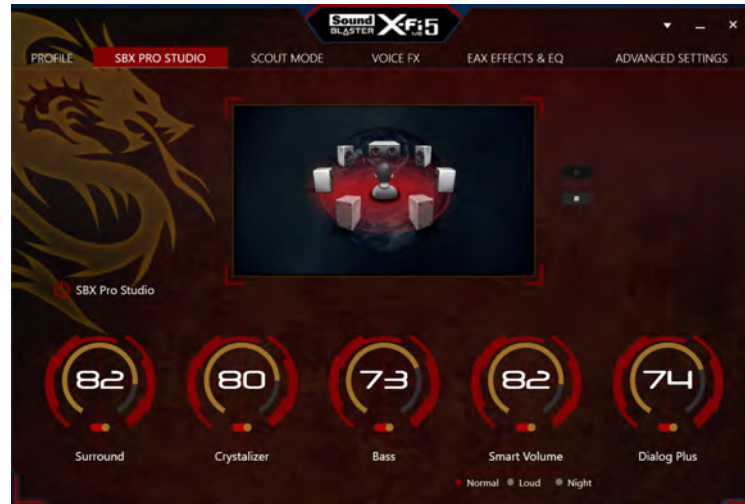 Sound BLASTER X-Fi MB 5
PROFILE SBX PRO STUDIO SCOUT MODE VOICE FX EAX EFFECTS & EQ ADVANCED SETTINGS
SBX Pro Studio
82 80 73 82 74
Surround Crystalizer Bass Smart Volume Dialog Plus
Normal Loud Night